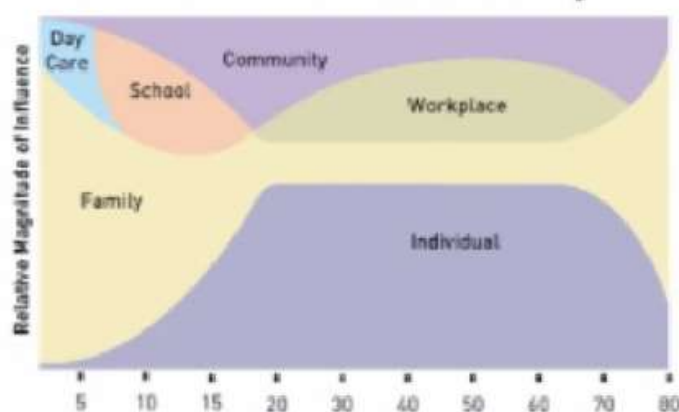 Relative Magnitude of Influence
Day
Care
School
Community
Workplace
Family
Individual
5 10 15 20 30 40 50 60 70 80